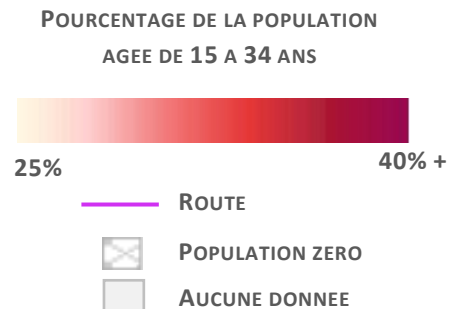 POURCENTAGE DE LA POPULATION
AGEE DE 15 A 34 ANS
25%
40% +
ROUTE
POPULATION ZERO
AUCUNE DONNEE